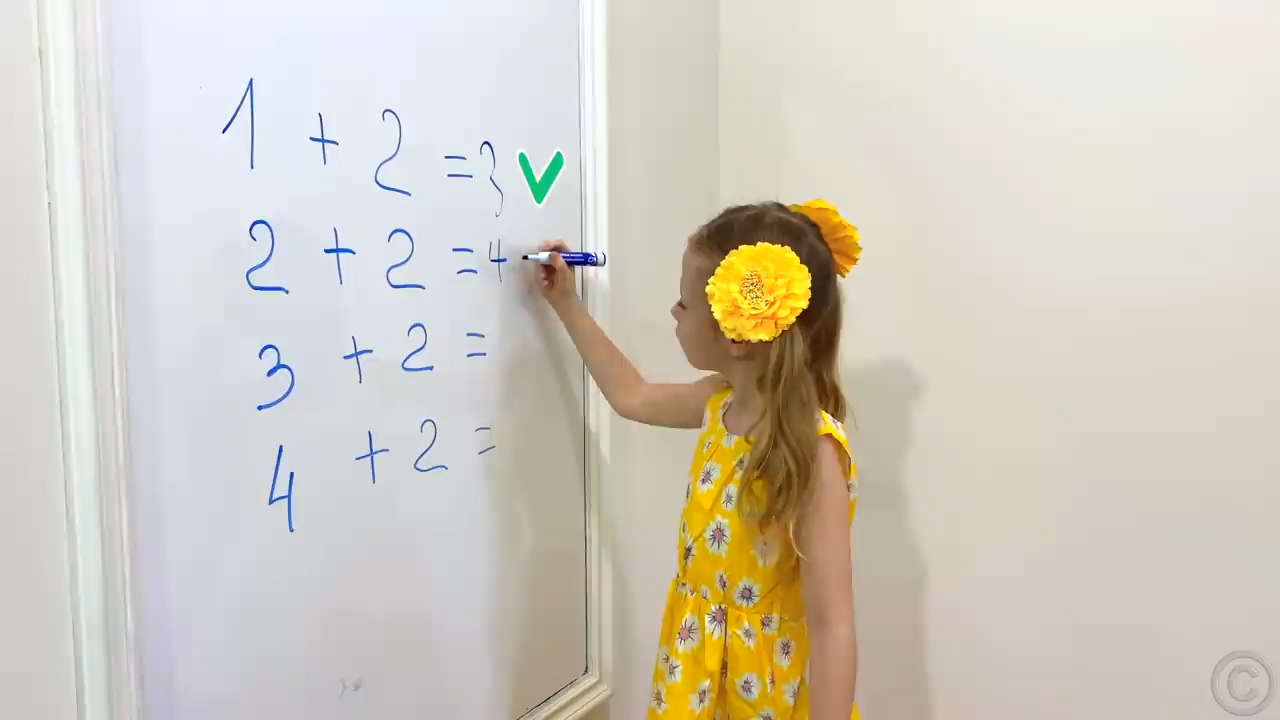 1 + 2 = 3
2 + 2 = 4
3 + 2 =
4 + 2 =
©